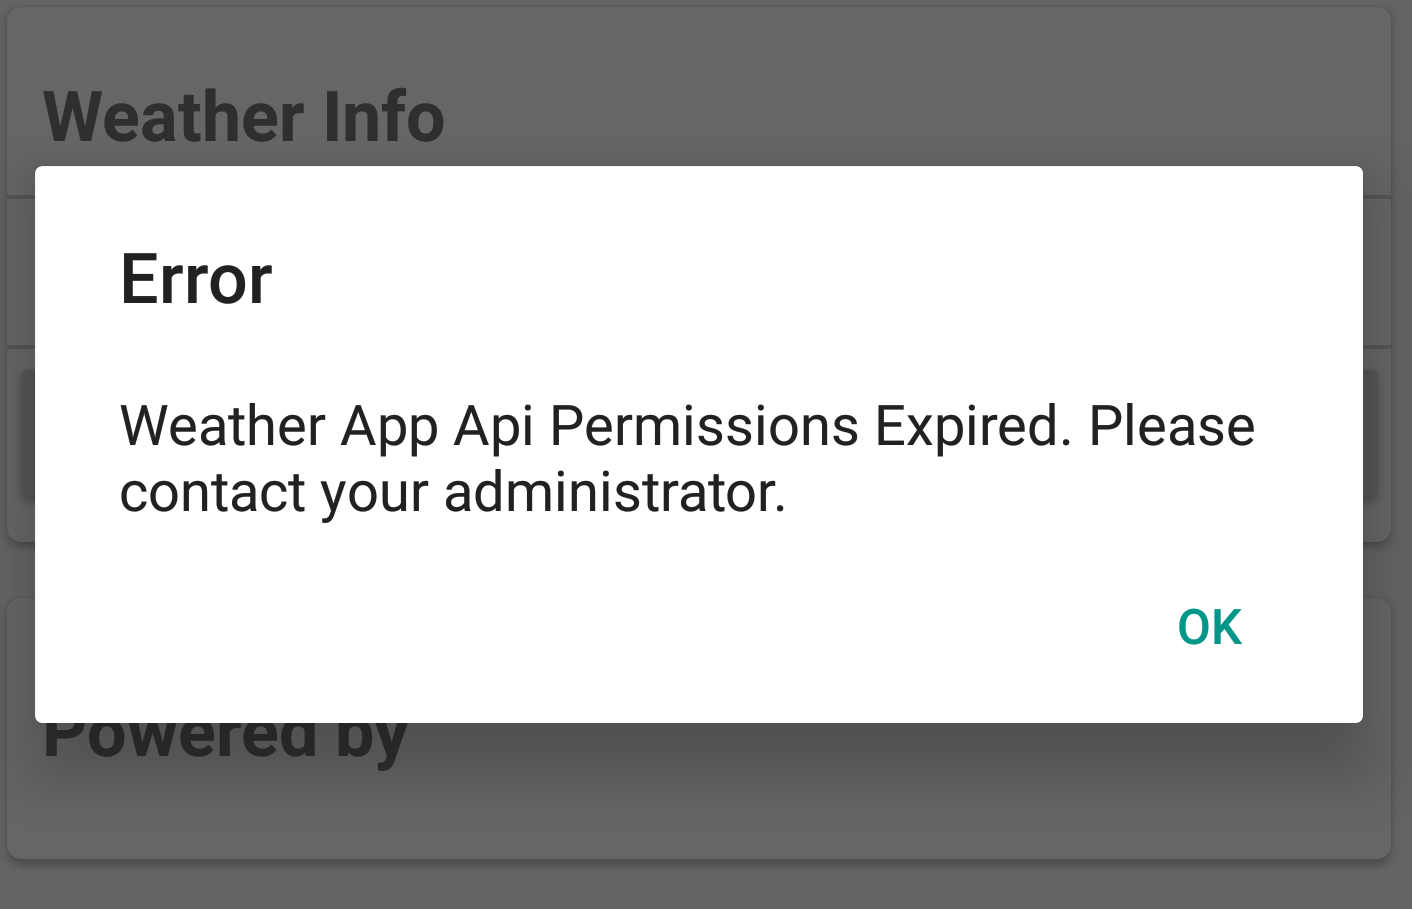 Weather Info
Error
Weather App Api Permissions Expired. Please
contact your administrator.
OK
Powered by